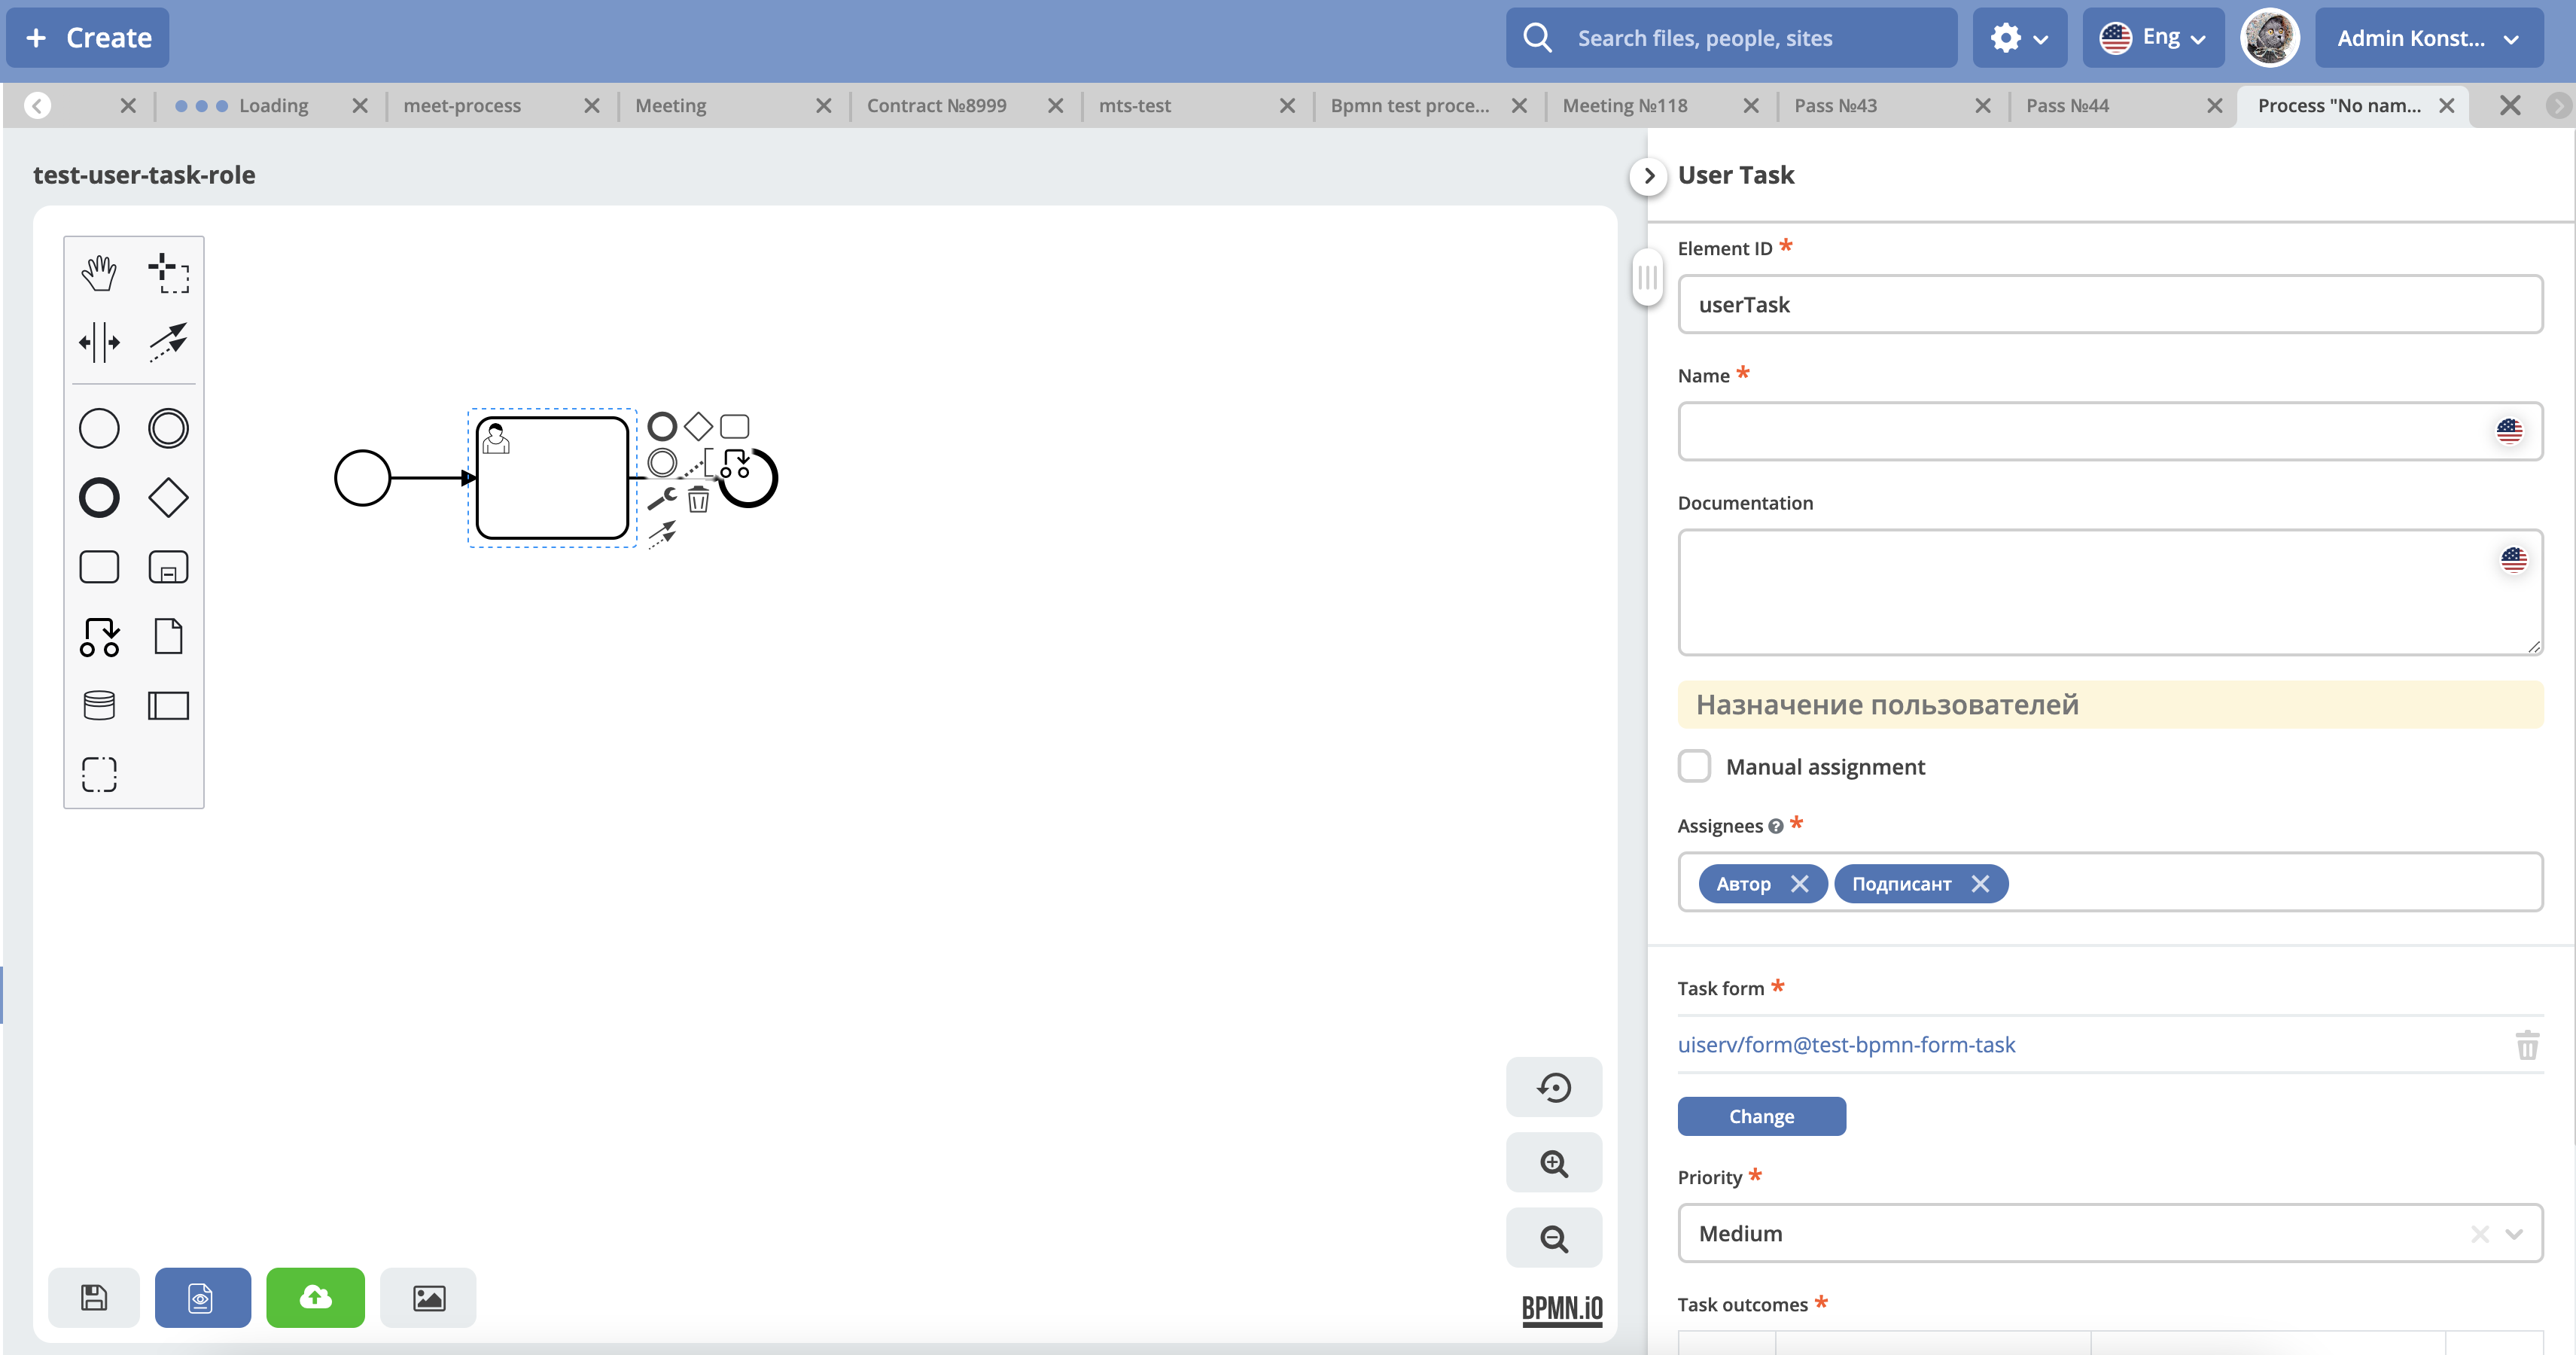 + Create
Search files, people, sites
Eng
Admin Konst...
Loading
meet-process
Meeting
Contract №8999
mts-test
Bpmn test proce...
Meeting №118
Pass №43
Pass №44
Process "No nam...
test-user-task-role
User Task
Element ID *
userTask
Name *
Documentation
Назначение пользователей
Manual assignment
Assignees ? *
Автор
Подписант
Task form *
uiserv/form@test-bpmn-form-task
Change
Priority *
Medium
Task outcomes *
BPMN.iO